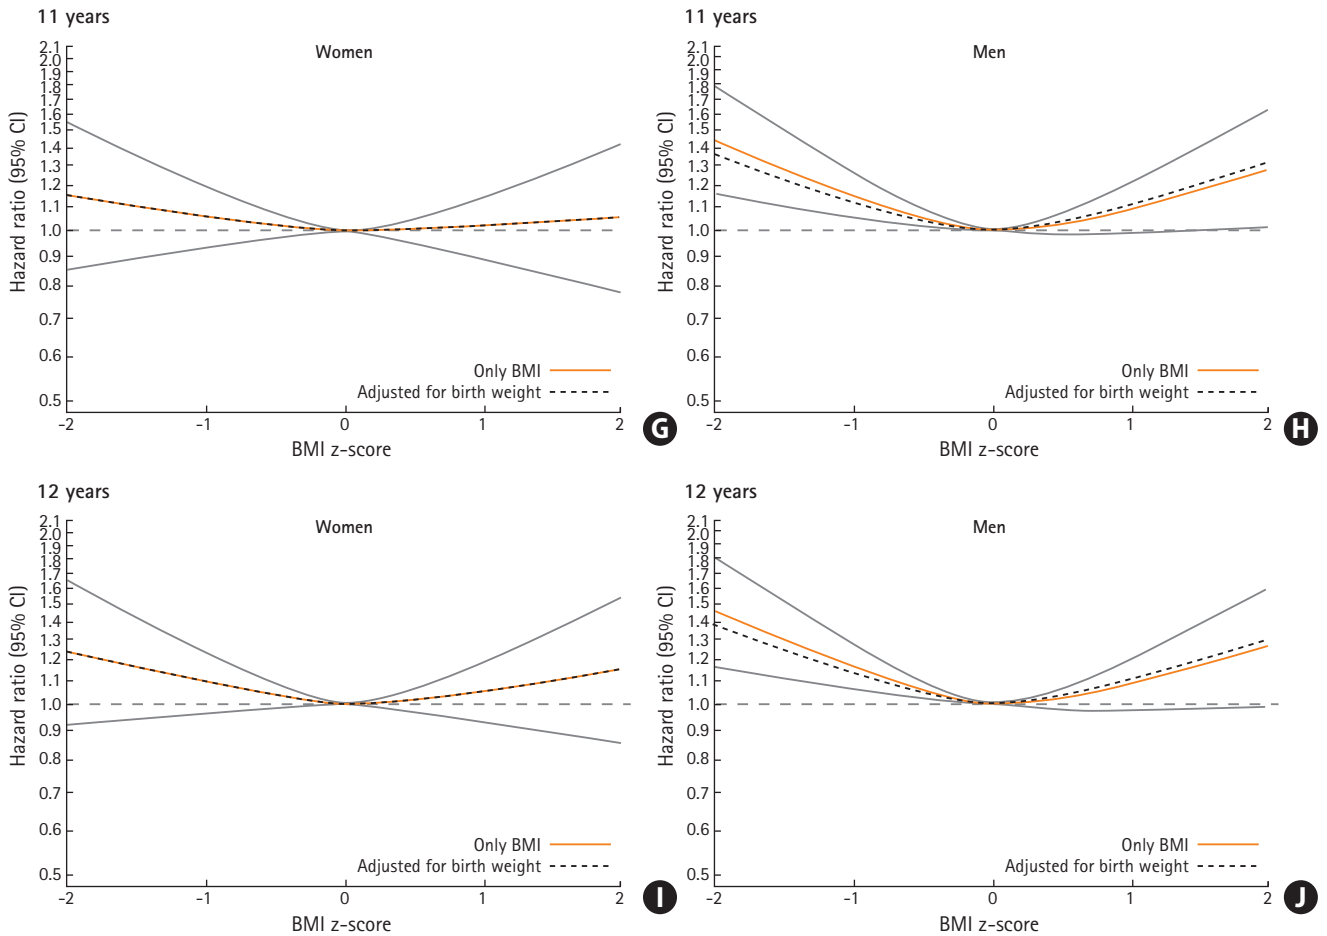 11 years
Women
2.1
2.0
1.9
1.8
1.7
1.6
1.5
1.4
1.3
1.2
1.1
1.0
0.9
0.8
0.7
0.6
0.5
Hazard ratio (95% CI)
Only BMI
Adjusted for birth weight
-2 -1 0 1 2
BMI z-score
G
11 years
Men
2.1
2.0
1.9
1.8
1.7
1.6
1.5
1.4
1.3
1.2
1.1
1.0
0.9
0.8
0.7
0.6
0.5
Hazard ratio (95% CI)
Only BMI
Adjusted for birth weight
-2 -1 0 1 2
BMI z-score
H
12 years
Women
2.1
2.0
1.9
1.8
1.7
1.6
1.5
1.4
1.3
1.2
1.1
1.0
0.9
0.8
0.7
0.6
0.5
Hazard ratio (95% CI)
Only BMI
Adjusted for birth weight
-2 -1 0 1 2
BMI z-score
I
12 years
Men
2.1
2.0
1.9
1.8
1.7
1.6
1.5
1.4
1.3
1.2
1.1
1.0
0.9
0.8
0.7
0.6
0.5
Hazard ratio (95% CI)
Only BMI
Adjusted for birth weight
-2 -1 0 1 2
BMI z-score
J